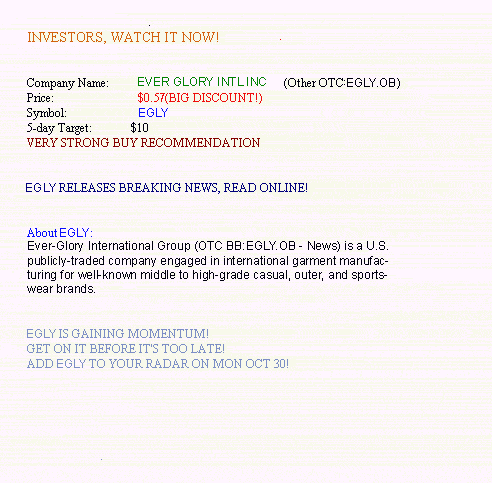 INVESTORS, WATCH IT NOW!
Company Name: EVER GLORY INTL INC (Other OTC:EGLY.OB)
Price: $0.57(BIG DISCOUNT!)
Symbol: EGLY
5-day Target: $10
VERY STRONG BUY RECOMMENDATION
EGLY RELEASES BREAKING NEWS, READ ONLINE!
About EGLY:
Ever-Glory International Group (OTC BB:EGLY.OB - News) is a U.S.
publicly-traded company engaged in international garment manufac-
turing for well-known middle to high-grade casual, outer, and sports-
wear brands.
EGLY IS GAINING MOMENTUM!
GET ON IT BEFORE IT'S TOO LATE!
ADD EGLY TO YOUR RADAR ON MON OCT 30!